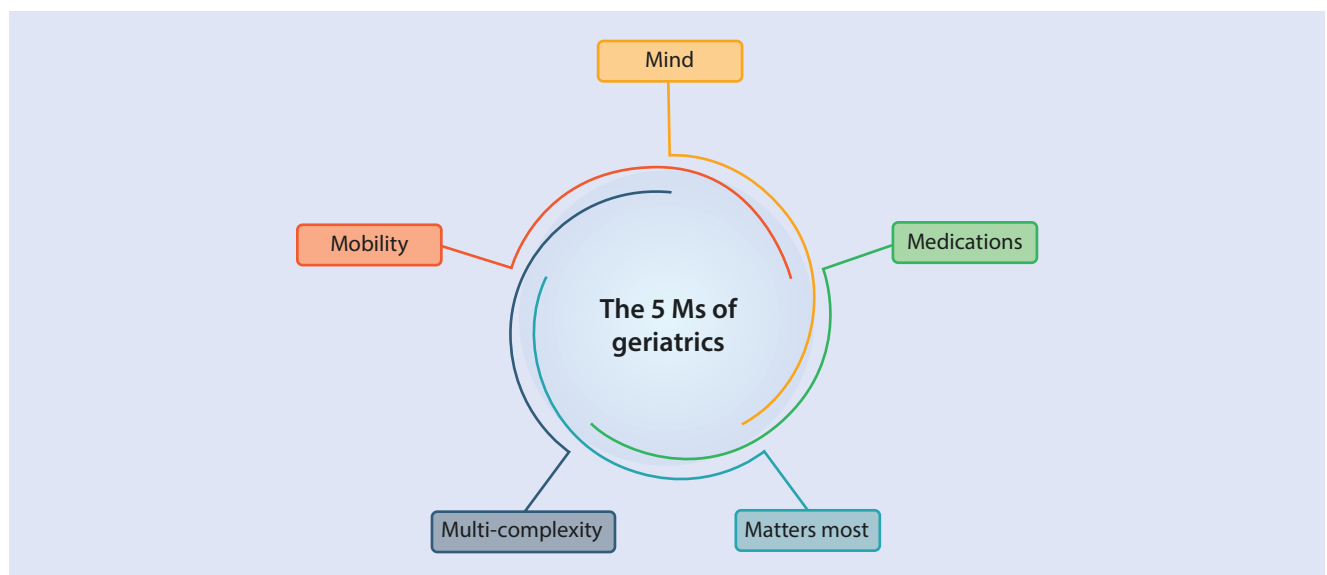 Mind
Mobility
Medications
The 5 Ms of
geriatrics
Multi-complexity
Matters most